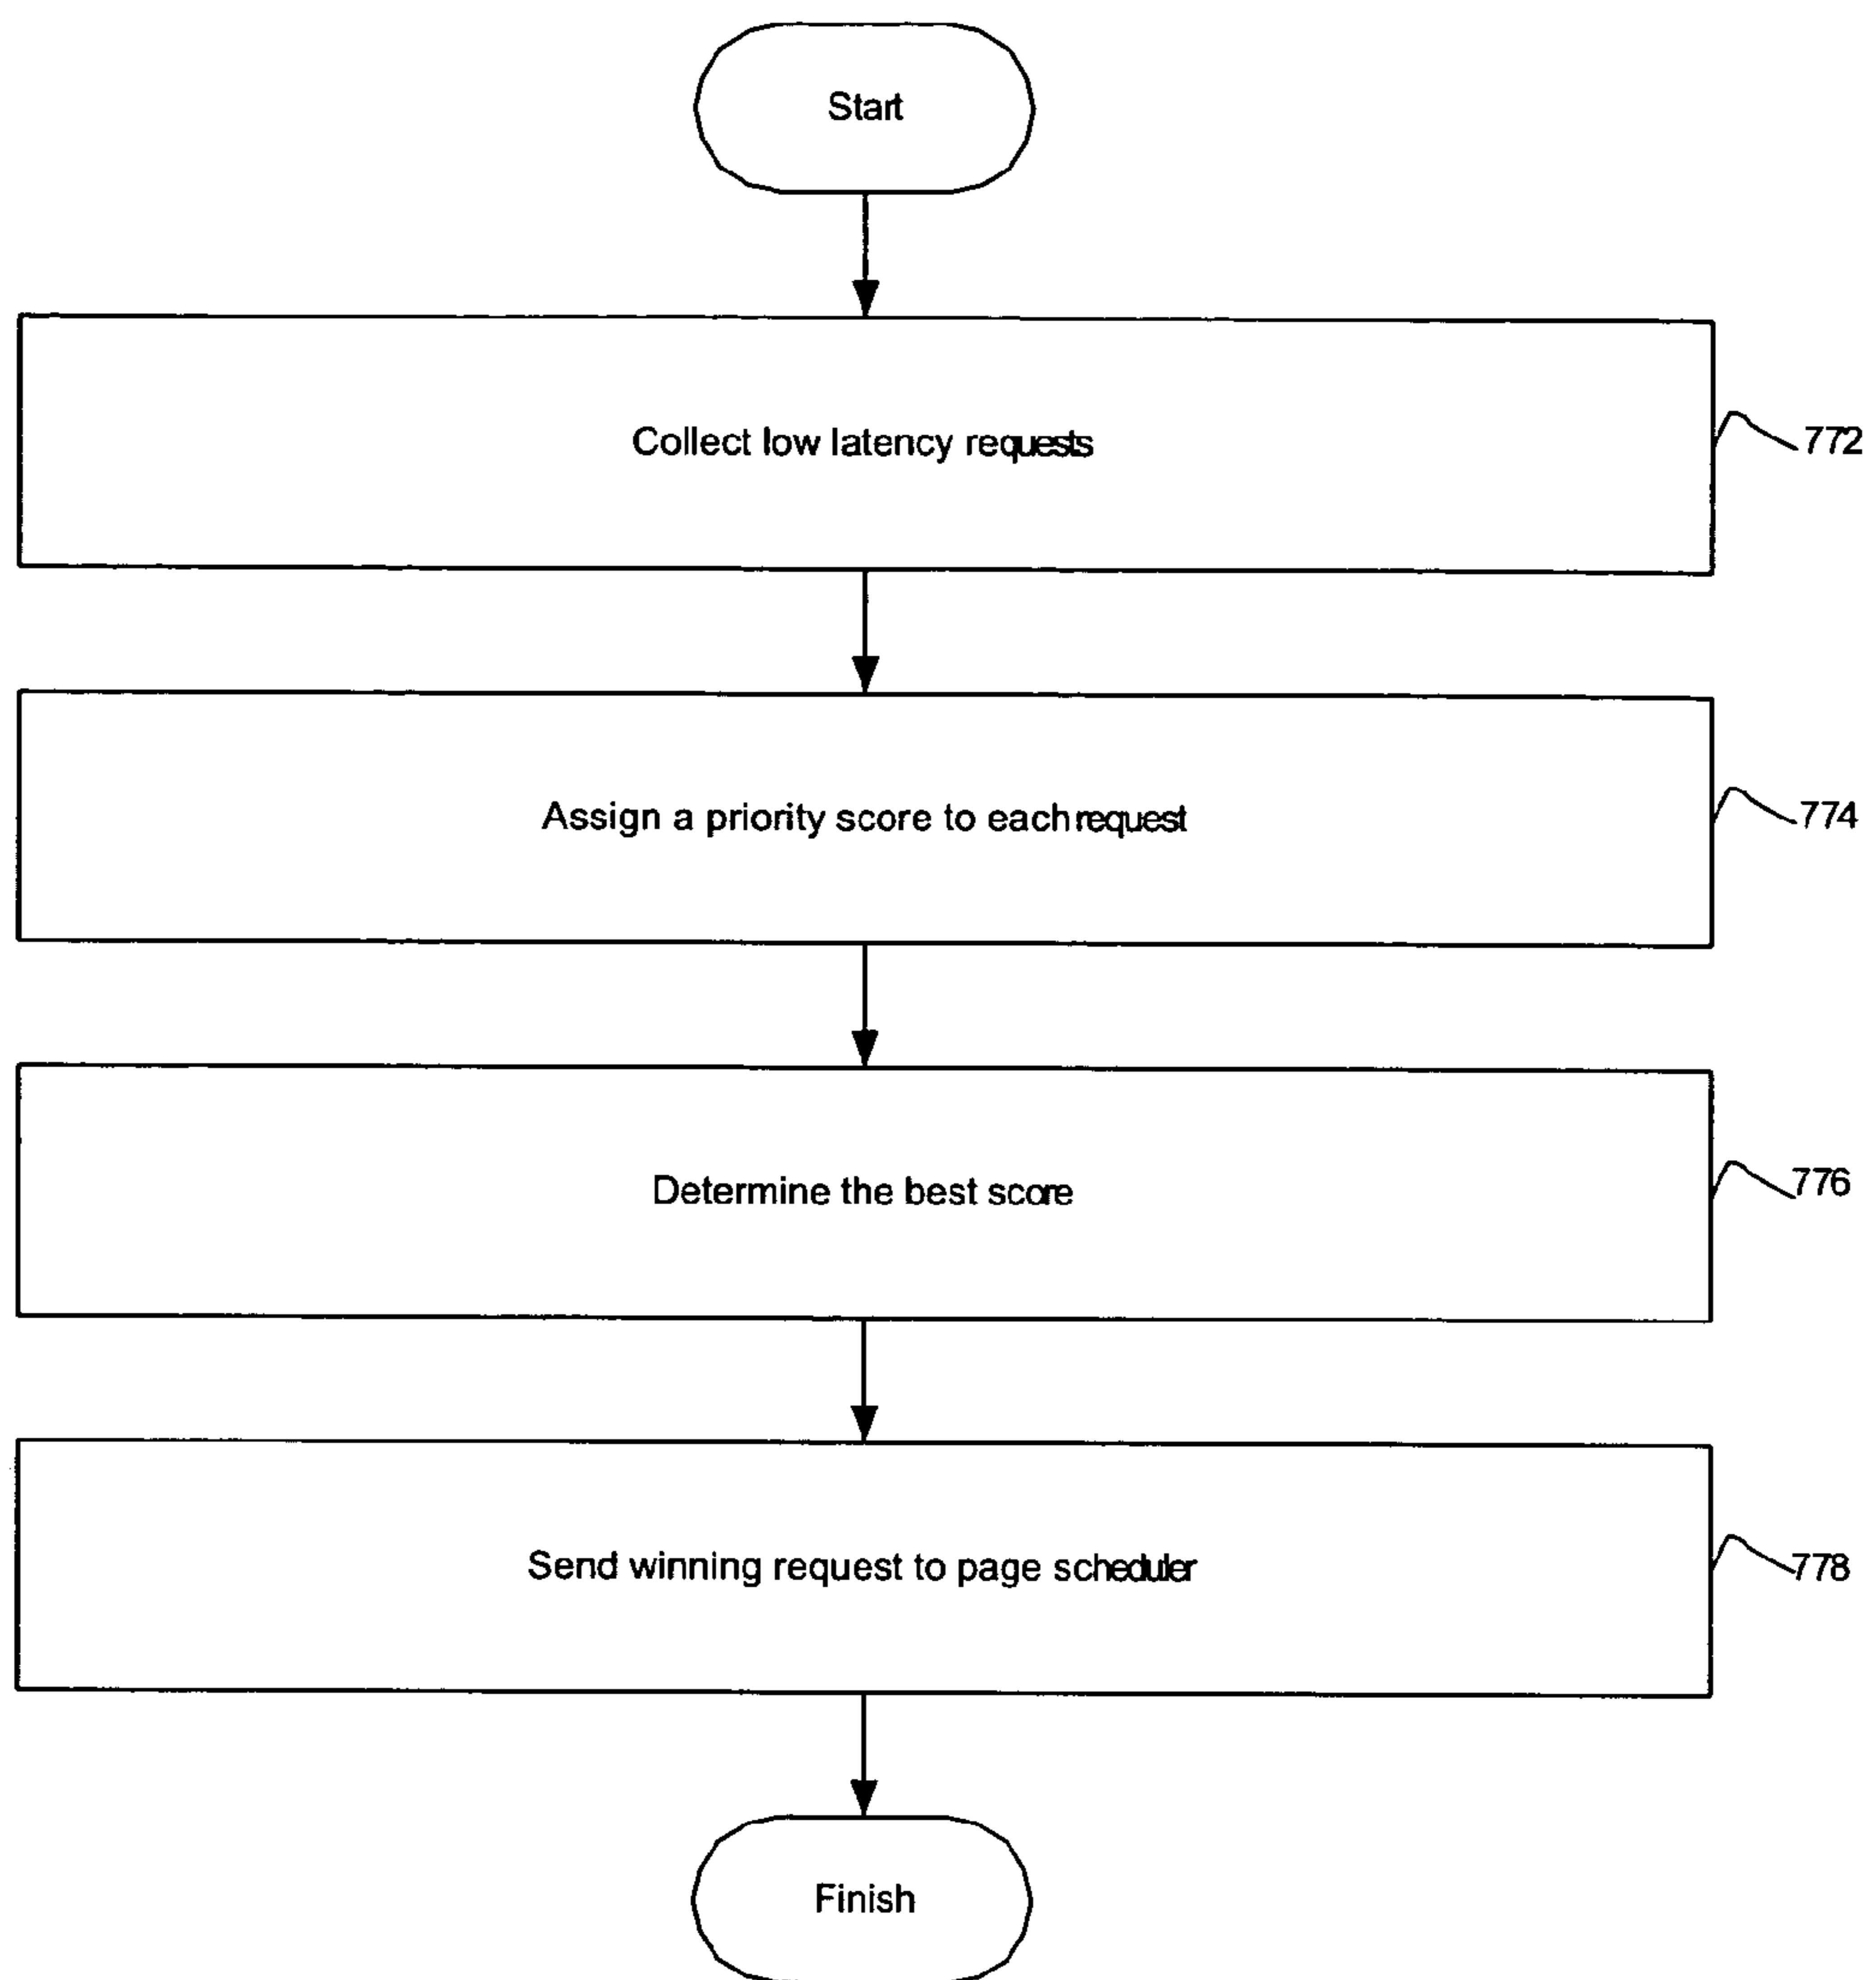 Start
Collect low latency requests
772
Assign a priority score to each request
774
Determine the best score
776
Send winning request to page scheduler
778
Finish